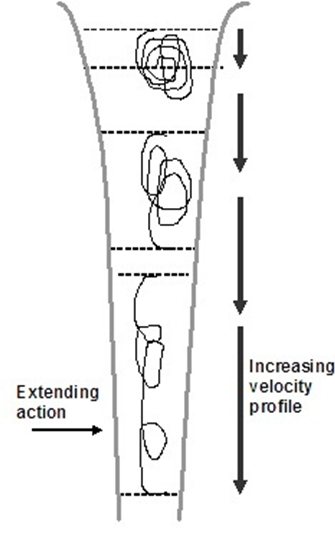 Increasing
velocity
profile
Extending
action